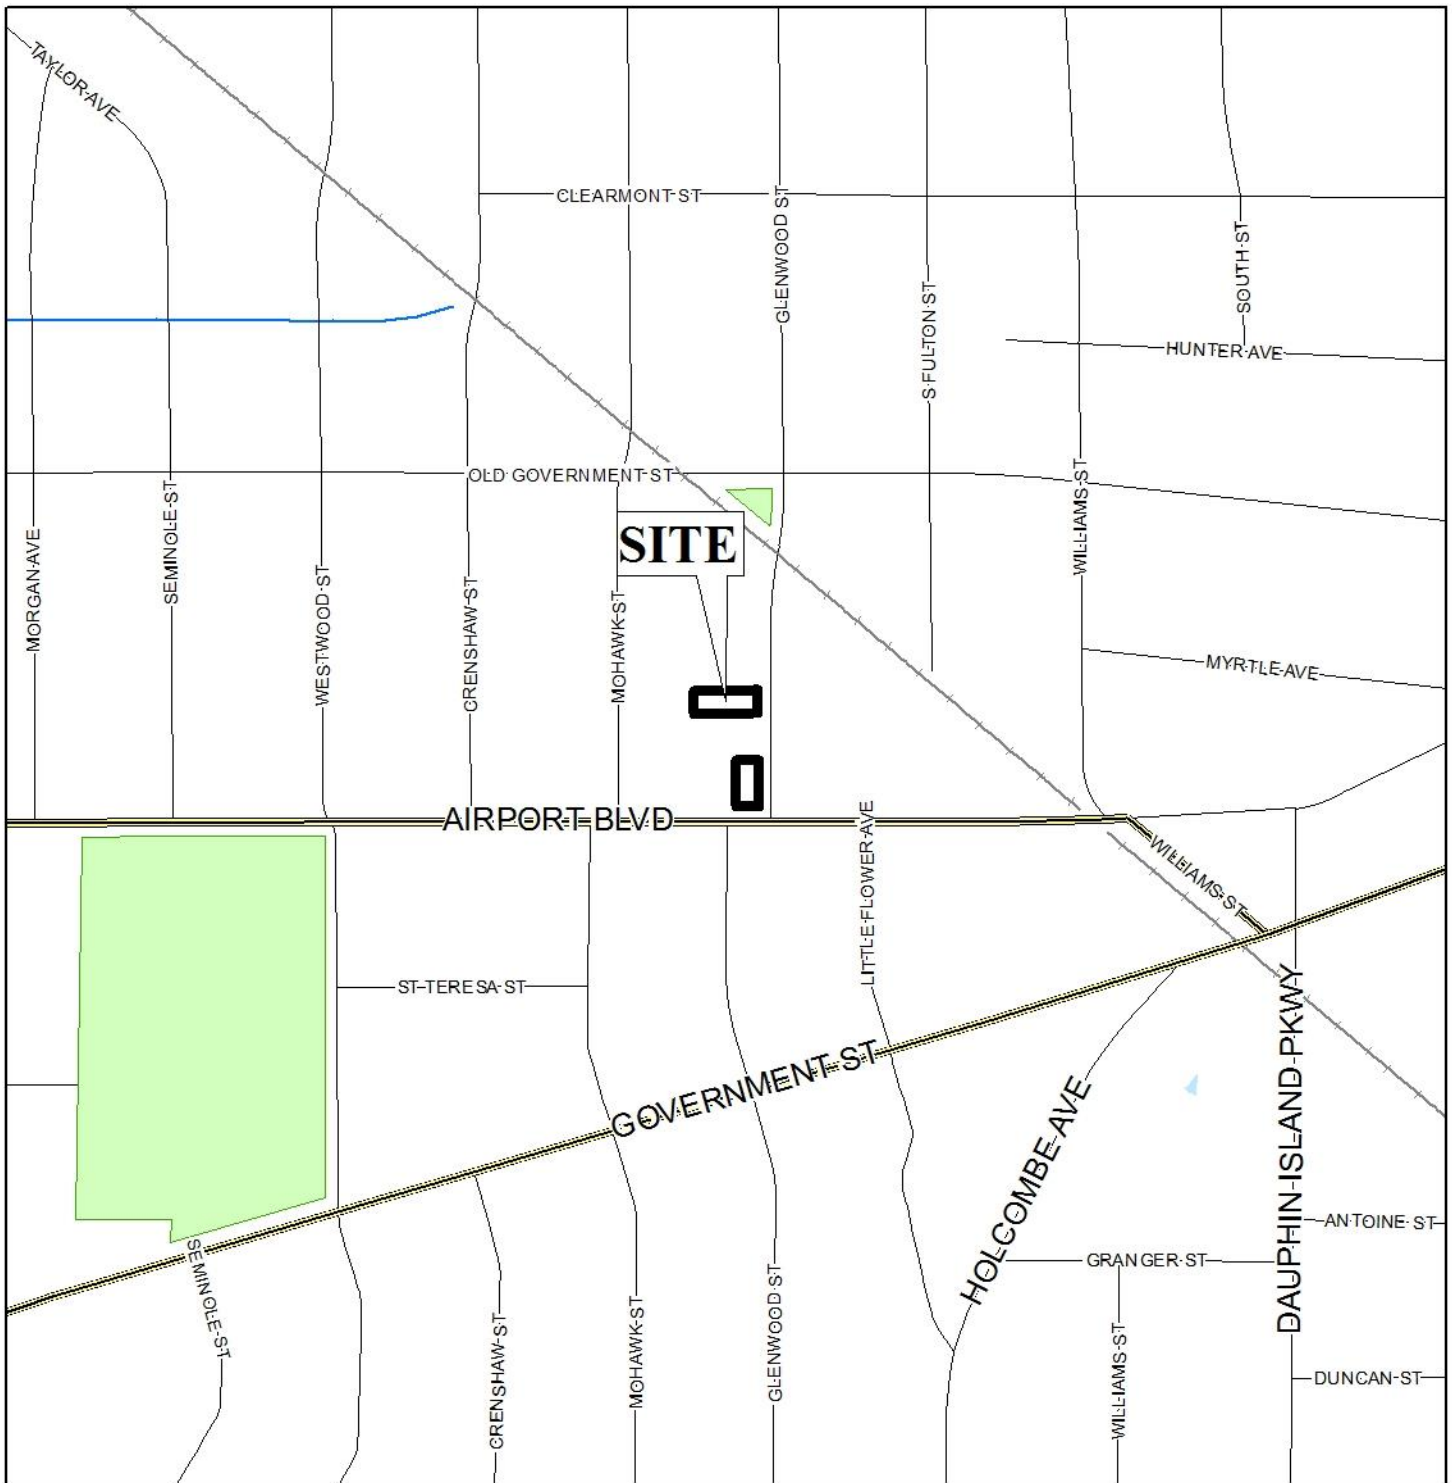 TAYLOR AVE
CLEARMONT ST
GLENWOOD ST
SOUTH ST
S FULTON ST
HUNTER AVE
OLD GOVERNMENT ST
SEMINOLE ST
WILLIAMS ST
MORGAN AVE
SITE
WESTWOOD ST
CRENSHAW ST
MOHAWK ST
MYRTLE AVE
AIRPORT BLVD
LITTLE FLOWER AVE
WILLIAMS ST
ST TERESA ST
GOVERNMENT ST
HOLCOMBE AVE
DAUPHIN ISLAND PKWY
ANTOINE ST
GRANGER ST
SEMINOLE ST
CRENSHAW ST
MOHAWK ST
GLENWOOD ST
WILLIAMS ST
DUNCAN ST